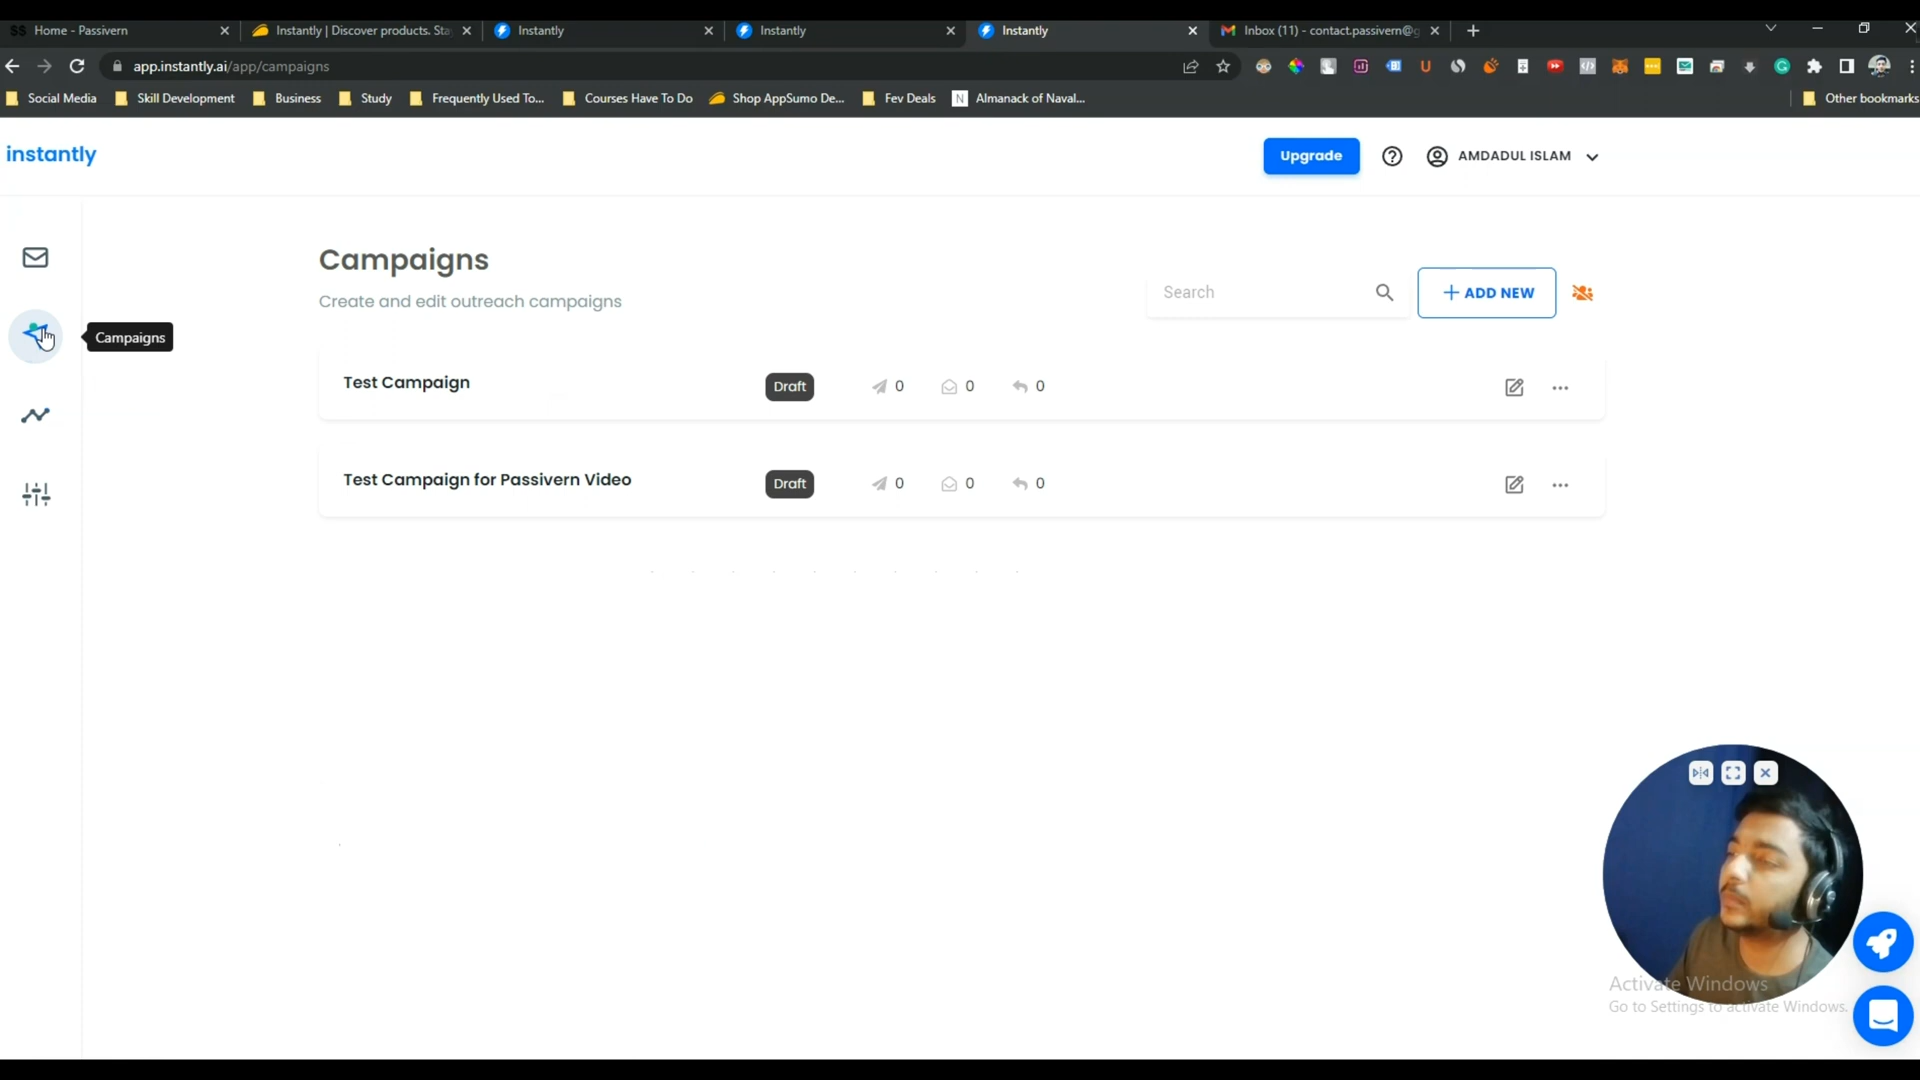 Home - Passivern
Instantly | Discover products. Sta
Instantly
Instantly
Instantly
Inbox (11) - contact.passivern@g
app.instantly.ai/app/campaigns
Social Media
Skill Development
Business
Study
Frequently Used To...
Courses Have To Do
Shop AppSumo De...
Fev Deals
N
Almanack of Naval...
Other bookmarks
instantly
Upgrade
AMDADUL ISLAM
Campaigns
Create and edit outreach campaigns
Search
+ ADD NEW
Campaigns
Test Campaign
Draft
0
0
0
Test Campaign for Passivern Video
Draft
0
0
0
Activate Windows
Go to Settings to activate Windows.